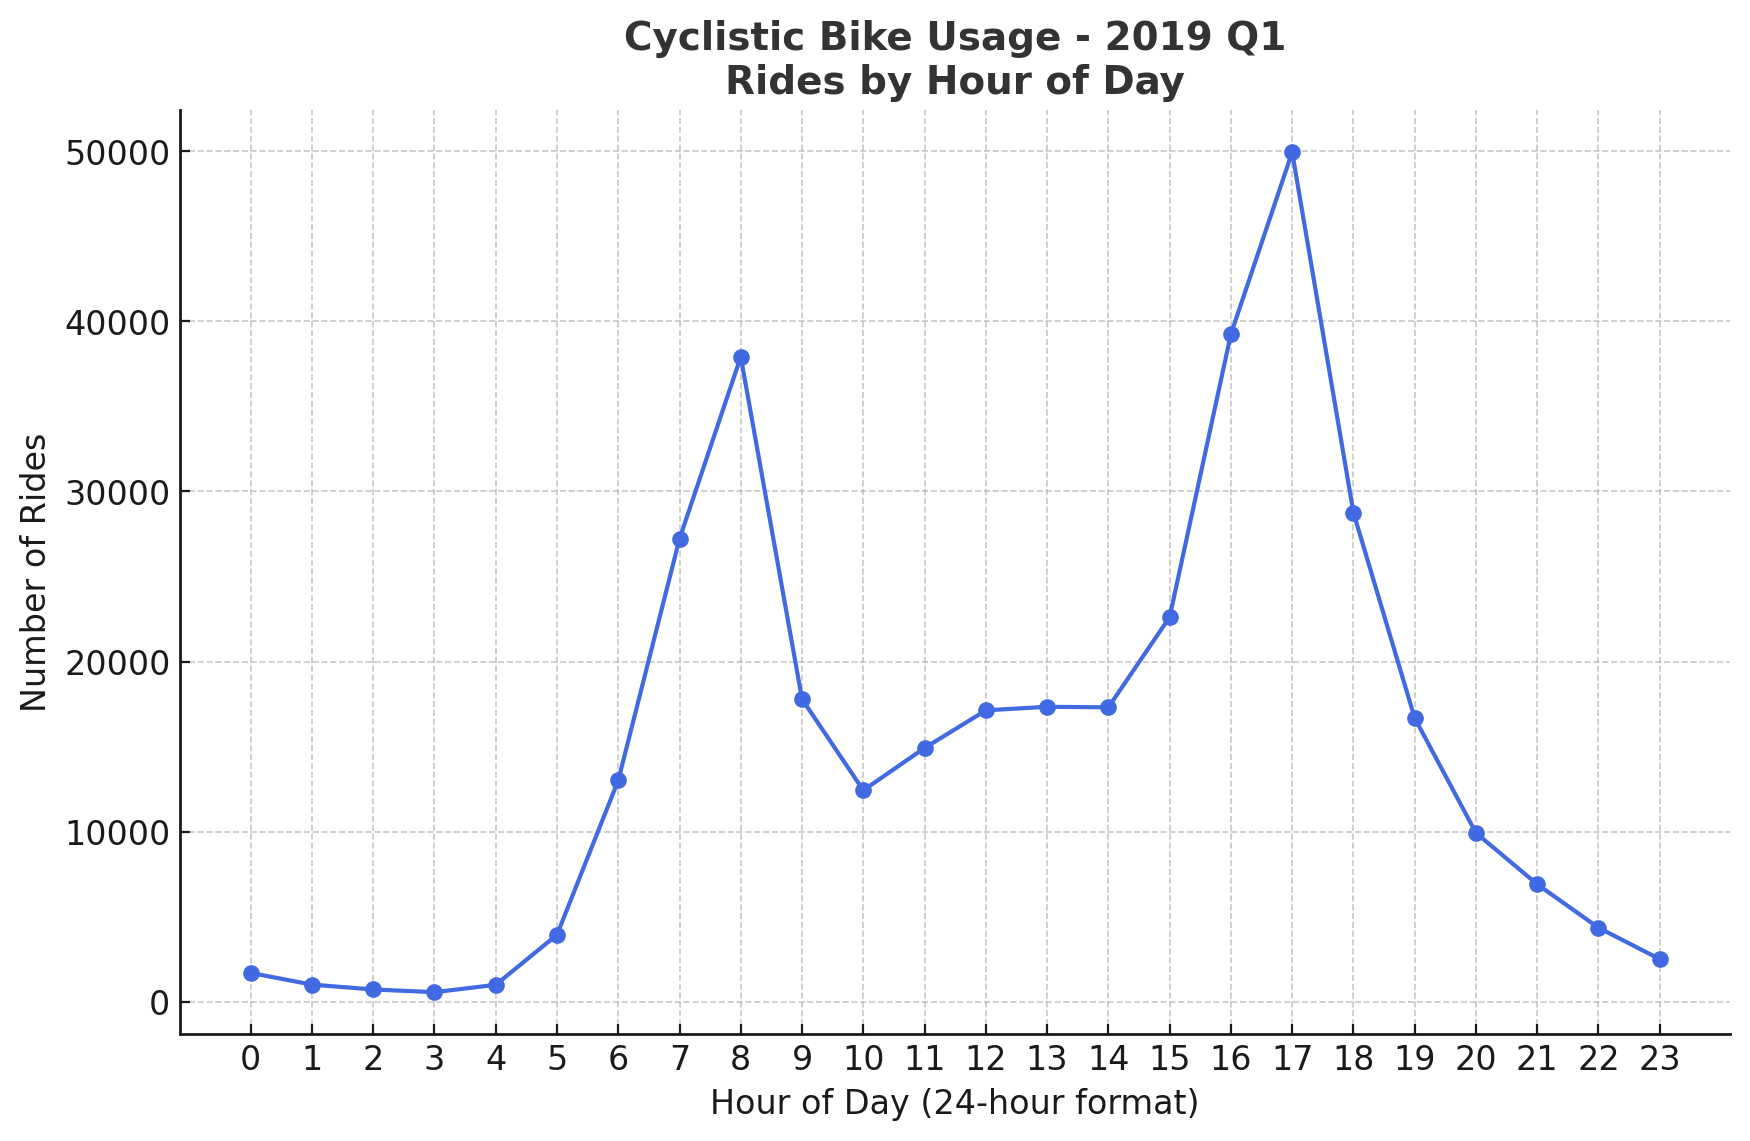 Cyclistic Bike Usage - 2019 Q1
Rides by Hour of Day
Number of Rides
50000
40000
30000
20000
10000
0
0 1 2 3 4 5 6 7 8 9 10 11 12 13 14 15 16 17 18 19 20 21 22 23
Hour of Day (24-hour format)